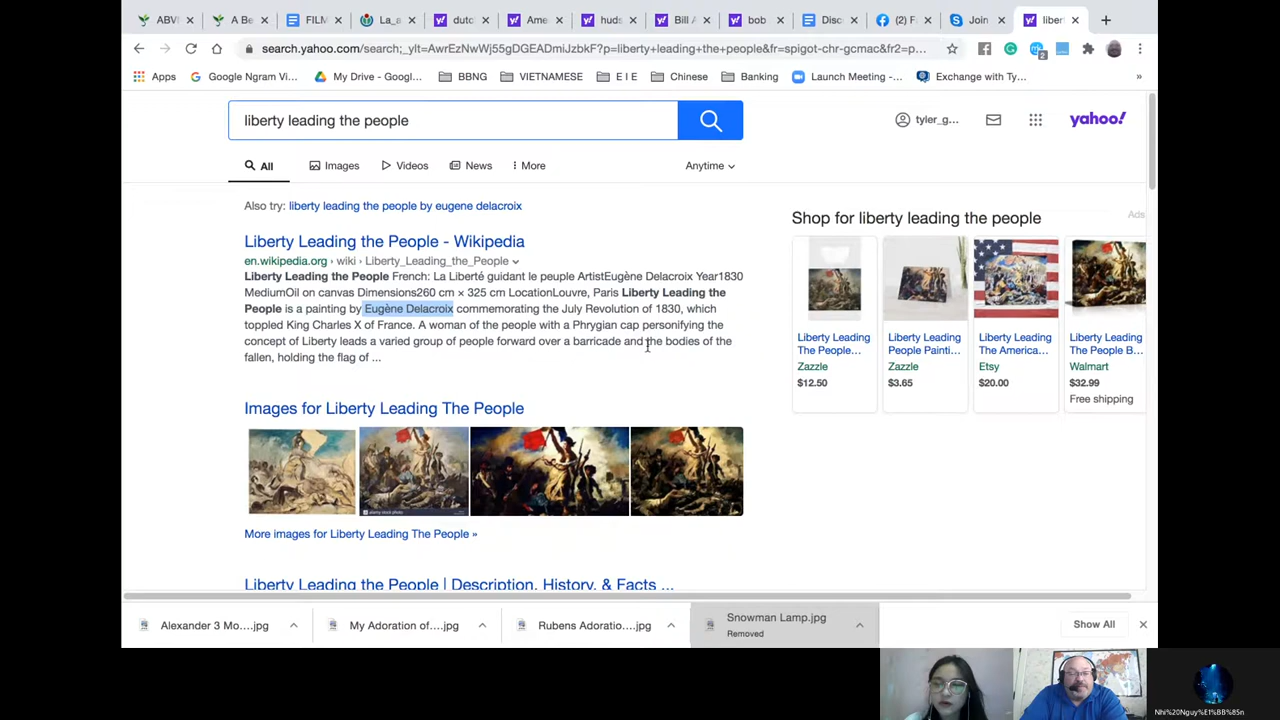 ABVI
A Be
FILM
La_a
dutc
Ame
huds
Bill A
bob
Disc
(2) Fa
Join
liber
search.yahoo.com/search;_ylt=AwrEzNwWj55gDGEADmiJzbkF?p=liberty+leading+the+people&fr=spigot-chr-gcmac&fr2=p...
2
Apps
Google Ngram Vi...
My Drive - Googl...
BBNG
VIETNAMESE
E I E
Chinese
Banking
Launch Meeting -...
Exchange with Ty...
»
liberty leading the people
tyler_g...
yahoo!
All
Images
Videos
News
More
Anytime
Also try: liberty leading the people by eugene delacroix
Liberty Leading the People - Wikipedia
en.wikipedia.org › wiki › Liberty_Leading_the_People
Liberty Leading the People French: La Liberté guidant le peuple ArtistEugène Delacroix Year1830
MediumOil on canvas Dimensions260 cm × 325 cm LocationLouvre, Paris Liberty Leading the
People is a painting by Eugène Delacroix commemorating the July Revolution of 1830, which
toppled King Charles X of France. A woman of the people with a Phrygian cap personifying the
concept of Liberty leads a varied group of people forward over a barricade and the bodies of the
fallen, holding the flag of ...
Images for Liberty Leading The People
More images for Liberty Leading The People »
Liberty Leading the People | Description, History, & Facts ...
Ads
Shop for liberty leading the people
Liberty Leading
The People...
Zazzle
$12.50
Liberty Leading
People Painti...
Zazzle
$3.65
Liberty Leading
The America...
Etsy
$20.00
Liberty Leading
The People B...
Walmart
$32.99
Free shipping
Alexander 3 Mo....jpg
My Adoration of....jpg
Rubens Adoratio....jpg
Snowman Lamp.jpg
Removed
Show All
Nhi%20Nguy%E1%BB%85n